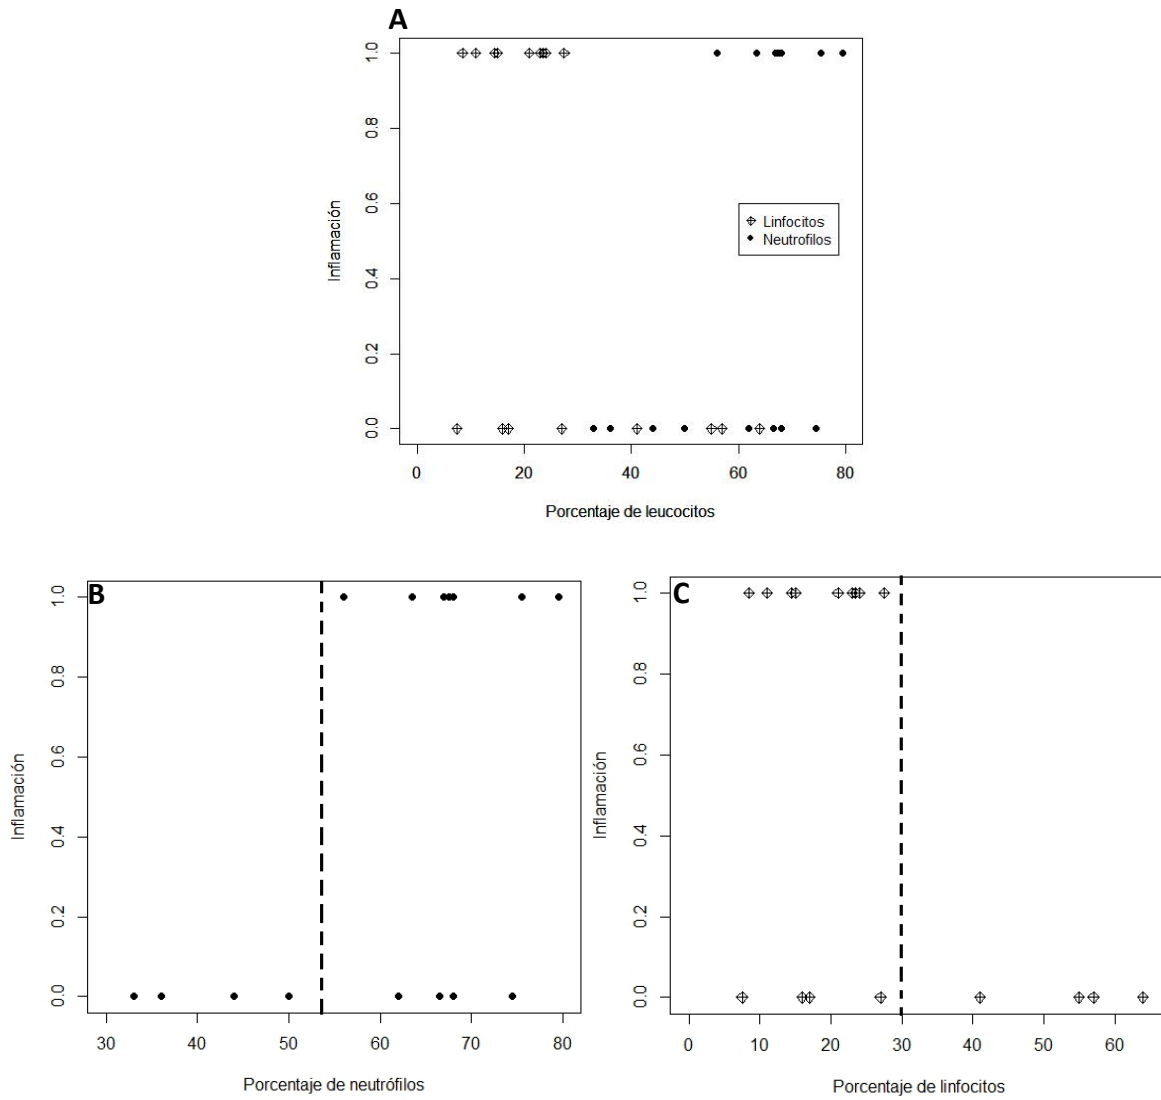 A
1.0
0.8
0.6
0.4
0.2
0.0
Inflamación
Linfocitos
Neutrofilos
0 20 40 60 80
Porcentaje de leucocitos
B
1.0
0.8
0.6
0.4
0.2
0.0
Inflamación
30 40 50 60 70 80
Porcentaje de neutrófilos
C
1.0
0.8
0.6
0.4
0.2
0.0
Inflamación
0 10 20 30 40 50 60
Porcentaje de linfocitos